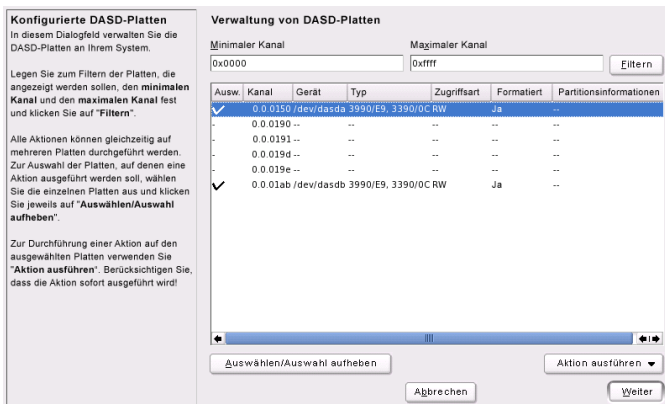 Konfigurierte DASD-Platten
In diesem Dialogfeld verwalten Sie die
DASD-Platten an Ihrem System.
Legen Sie zum Filtern der Platten, die
angezeigt werden sollen, den minimalen
Kanal und den maximalen Kanal fest
und klicken Sie auf "Filtern".
Alle Aktionen können gleichzeitig auf
mehreren Platten durchgeführt werden.
Zur Auswahl der Platten, auf denen eine
Aktion ausgeführt werden soll, wählen
Sie die einzelnen Platten aus und klicken
Sie jeweils auf "Auswählen/Auswahl
aufheben".
Zur Durchführung einer Aktion auf den
ausgewählten Platten verwenden Sie
"Aktion ausführen". Berücksichtigen Sie,
dass die Aktion sofort ausgeführt wird!
Verwaltung von DASD-Platten
Minimaler Kanal Maximaler Kanal
0x0000 0xffff Filtern
Ausw. Kanal Gerät Typ Zugriffsart Formatiert Partitionsinformationen
0.0.0150 /dev/dasda 3990/E9, 3390/0C RW Ja --
- 0.0.0190 -- -- -- -- --
- 0.0.0191 -- -- -- -- --
- 0.0.019d -- -- -- -- --
- 0.0.019e -- -- -- -- --
0.0.01ab /dev/dasdb 3990/E9, 3390/0C RW Ja --
Auswählen/Auswahl aufheben Aktion ausführen
Abbrechen Weiter